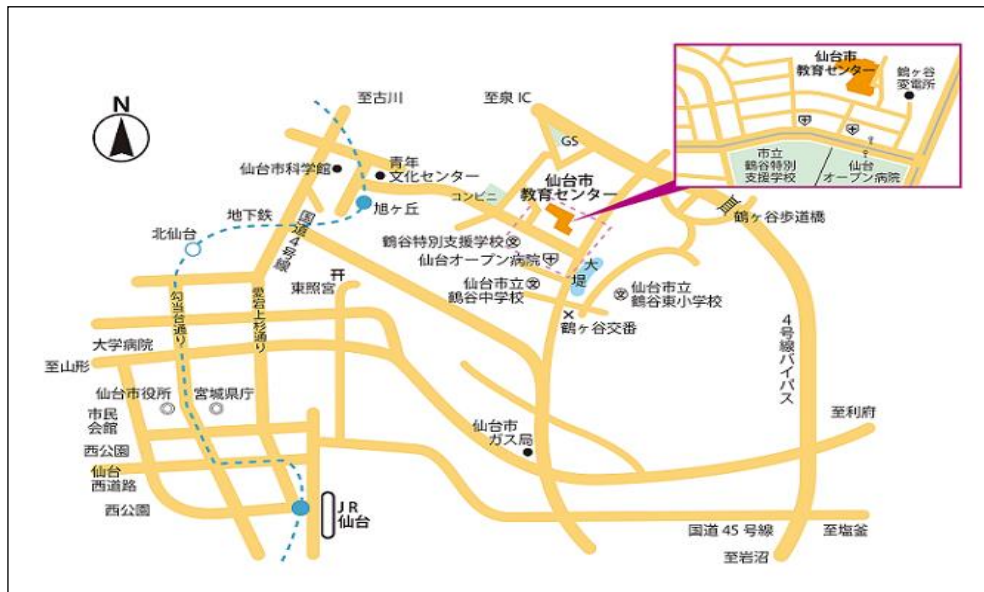 N
至古川
至泉IC
GS
仙台市科学館
青年
文化センター
コンビニ
仙台市
教育センター
旭ヶ丘
地下鉄
国道4号線
北仙台
鶴谷特別支援学校
仙台オープン病院
大堤
鶴ヶ谷歩道橋
東照宮
仙台市立
鶴谷中学校
仙台市立
鶴谷東小学校
鶴ヶ谷交番
勾当台通り
愛宕上杉通り
4号線バイパス
大学病院
至山形
仙台市役所
宮城県庁
市民
会館
西公園
仙台
西道路
西公園
JR
仙台
仙台市
ガス局
至利府
国道45号線
至塩釜
至岩沼
仙台市
教育センター
鶴ヶ谷
変電所
市立
鶴谷特別
支援学校
仙台
オープン病院